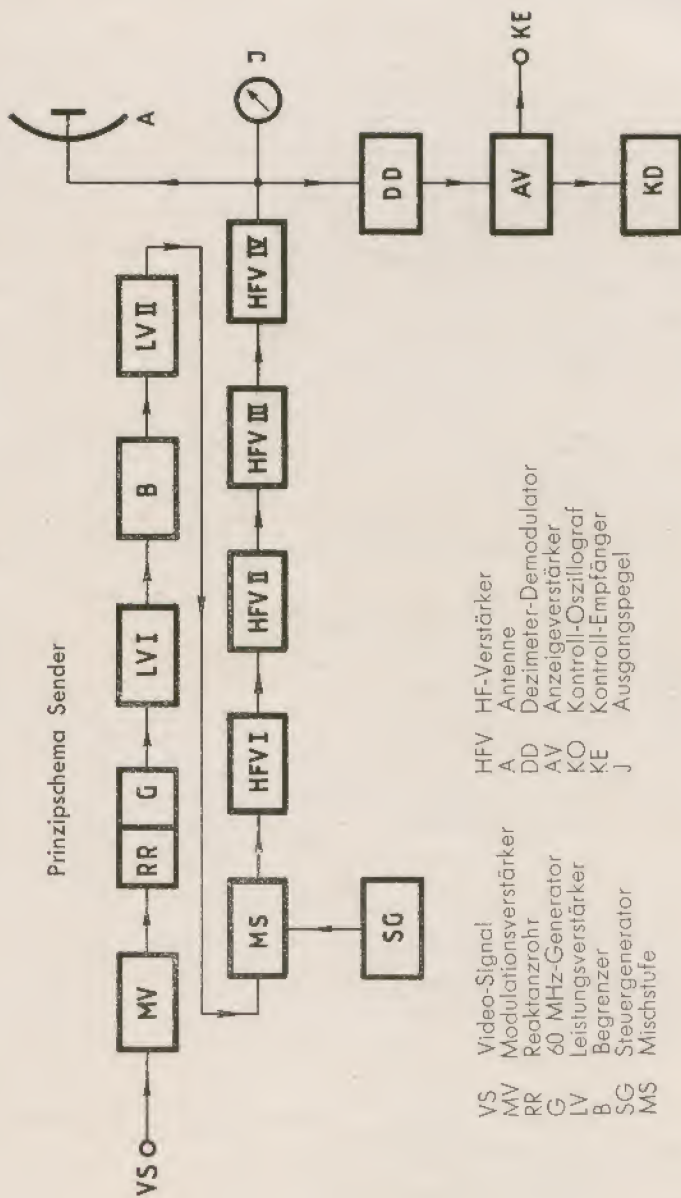 Prinzipschema Sender
VS
MV
RR
G
LV I
B
LV II
A
MS
HFV I
HFV II
HFV III
HFV IV
J
SG
DD
AV
KE
KD
VS Video-Signal
MV Modulationsverstärker
RR Reaktanzrohr
G 60 MHz-Generator
LV Leistungsverstärker
B Begrenzer
SG Steuergenerator
MS Mischstufe
HFV HF-Verstärker
A Antenne
DD Dezimeter-Demodulator
AV Anzeigeverstärker
KO Kontroll-Oszillograf
KE Kontroll-Empfänger
J Ausgangspegel